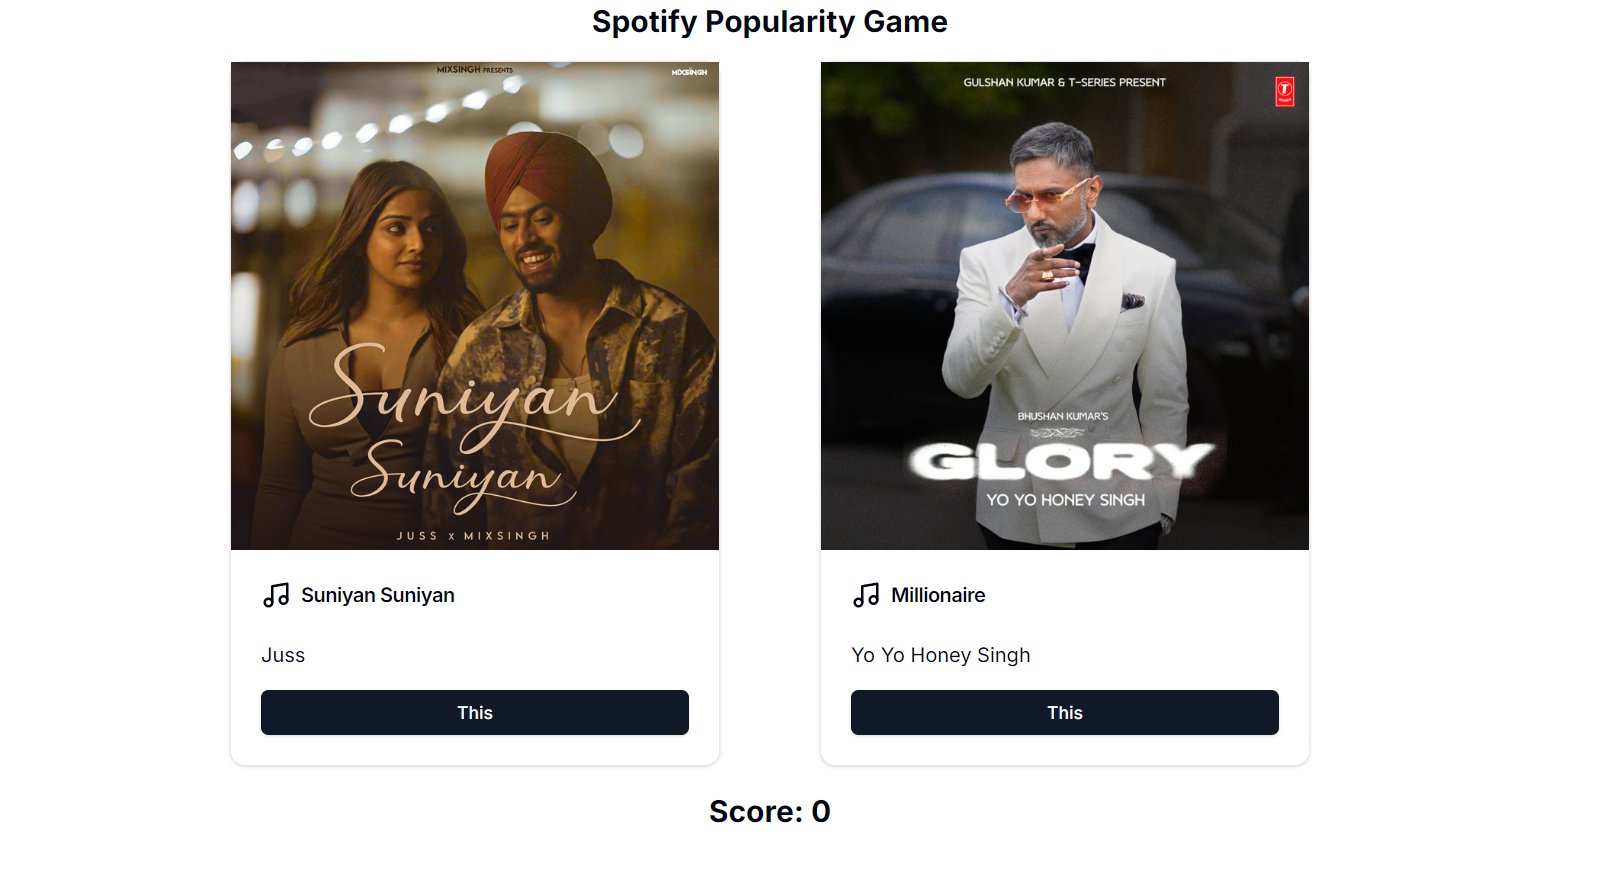 Spotify Popularity Game
MIXSINGH PRESENTS
MIXSINGH
Suniyan
Suniyan
JUSS x MIXSINGH
Suniyan Suniyan
Juss
This
GULSHAN KUMAR & T-SERIES PRESENT
T
BHUSHAN KUMAR'S
GLORY
YO YO HONEY SINGH
Millionaire
Yo Yo Honey Singh
This
Score: 0